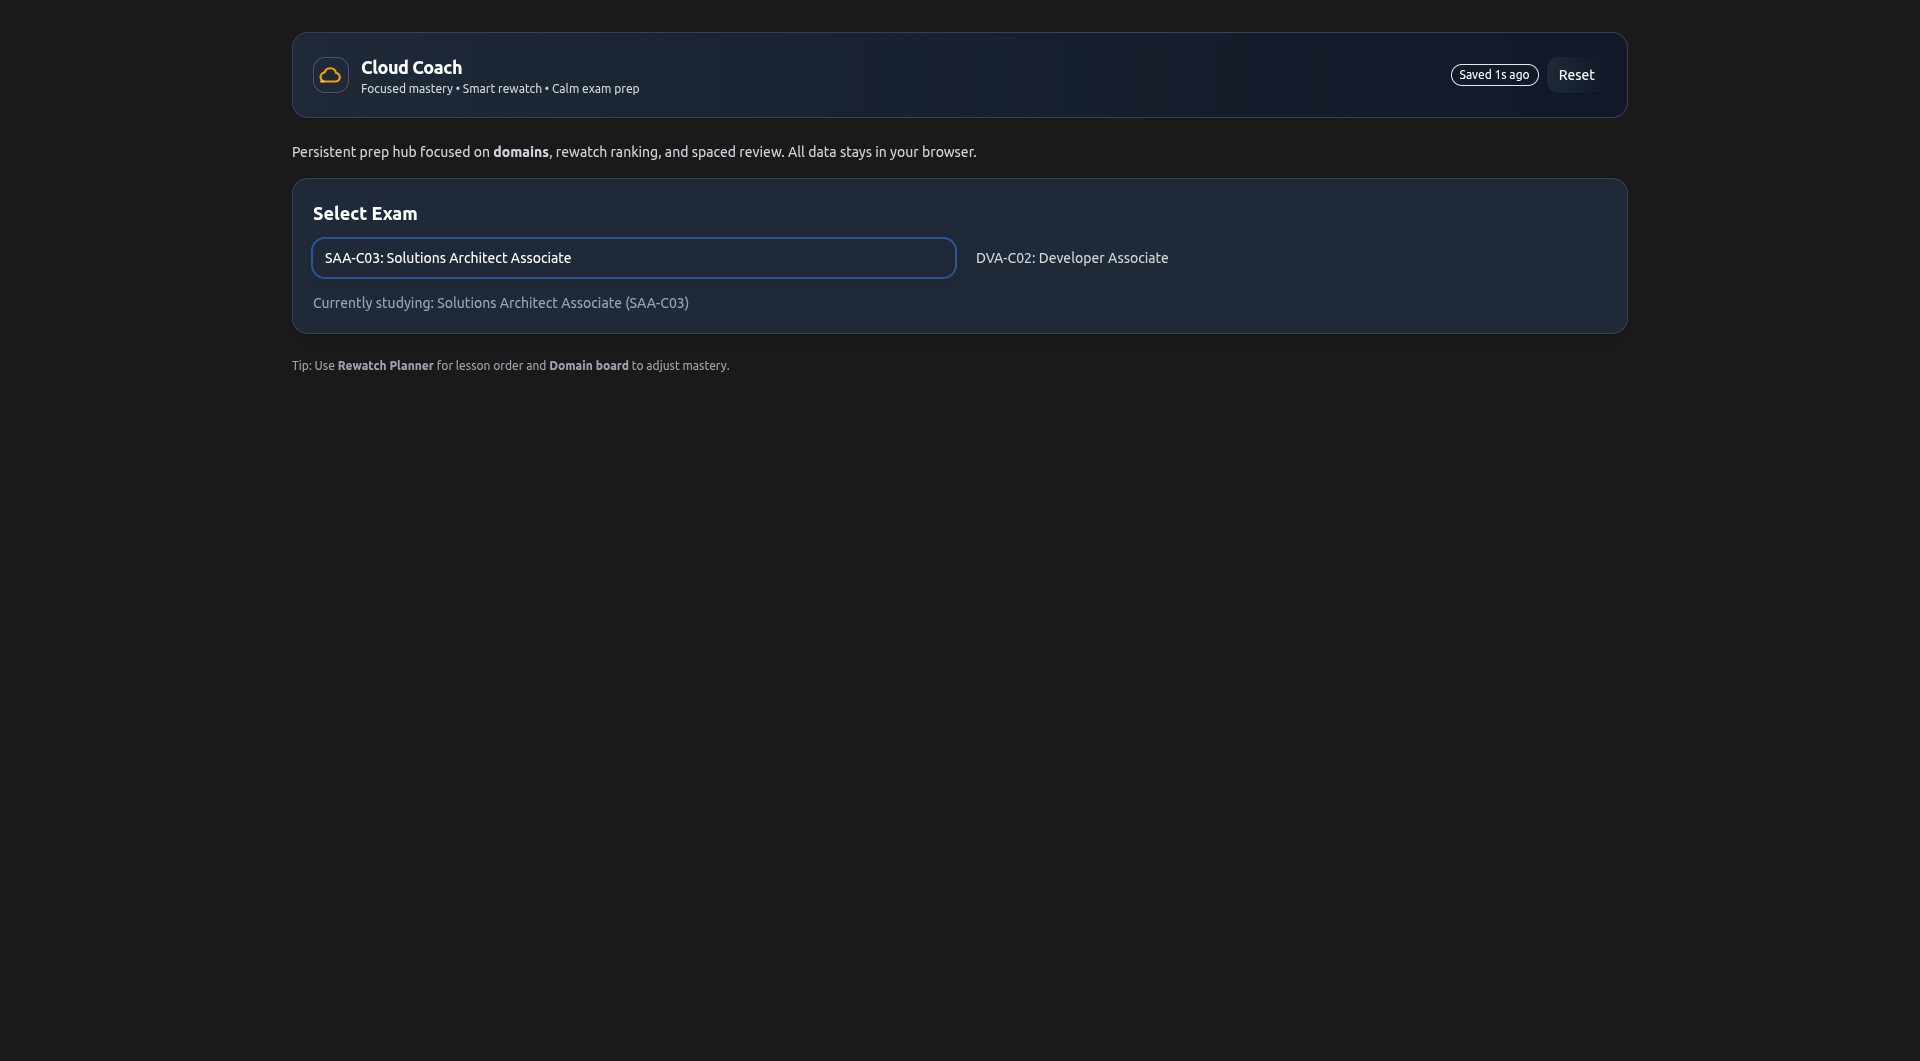 Cloud Coach
Focused mastery • Smart rewatch • Calm exam prep
Saved 1s ago
Reset
Persistent prep hub focused on domains, rewatch ranking, and spaced review. All data stays in your browser.
Select Exam
SAA-C03: Solutions Architect Associate
DVA-C02: Developer Associate
Currently studying: Solutions Architect Associate (SAA-C03)
Tip: Use Rewatch Planner for lesson order and Domain board to adjust mastery.